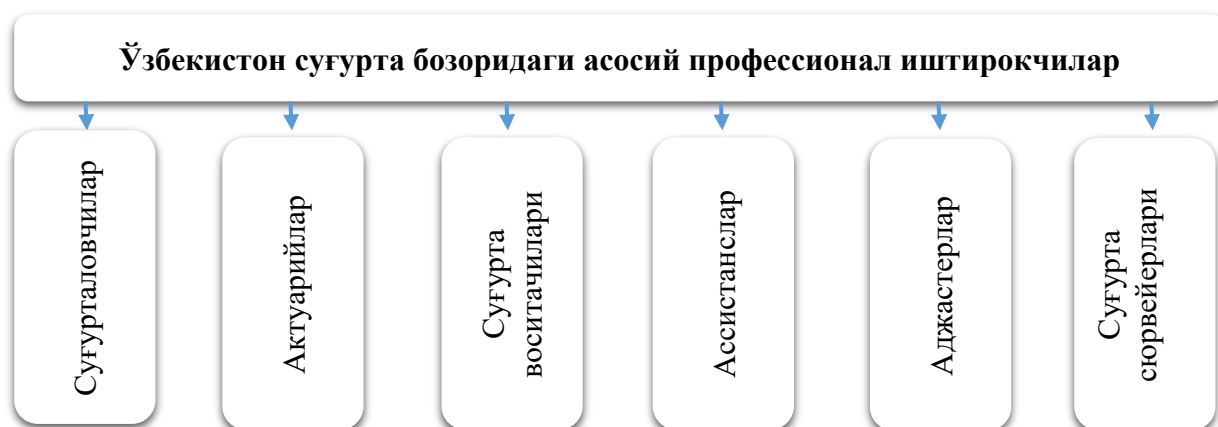 Ўзбекистон суғурта бозоридаги асосий профессионал иштирокчилар
Суғурталовчилар
Актуарийлар
Суғурта
воситачилари
Ассистанслар
Аджастерлар
Суғурта
сюрвейерлари